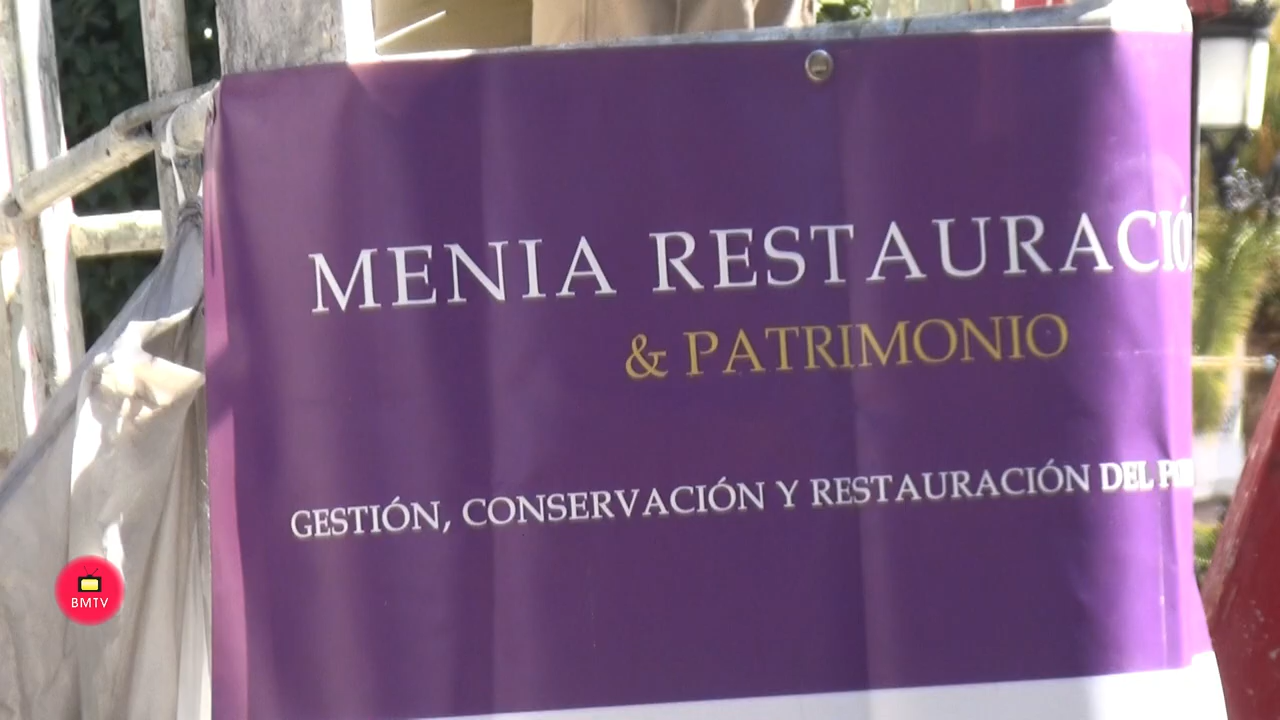 MENIA RESTAURACIÓ
& PATRIMONIO
GESTIÓN, CONSERVACIÓN Y RESTAURACIÓN DEL
BMTV